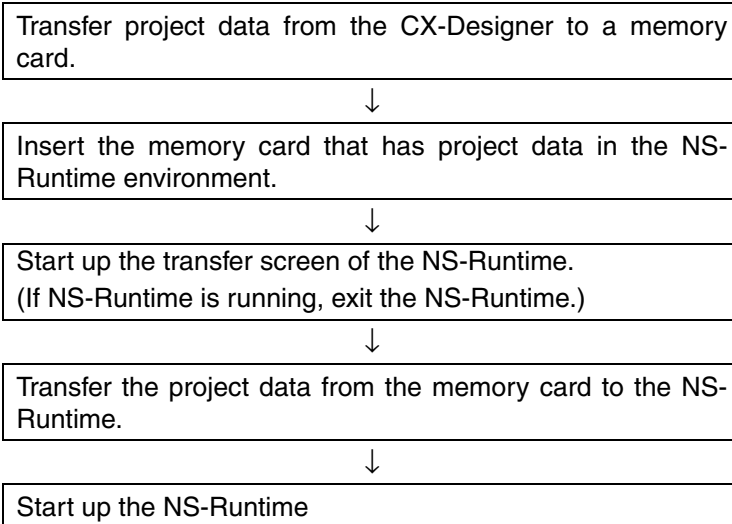 Transfer project data from the CX-Designer to a memory
card.
↓
Insert the memory card that has project data in the NS-
Runtime environment.
↓
Start up the transfer screen of the NS-Runtime.
(If NS-Runtime is running, exit the NS-Runtime.)
↓
Transfer the project data from the memory card to the NS-
Runtime.
↓
Start up the NS-Runtime